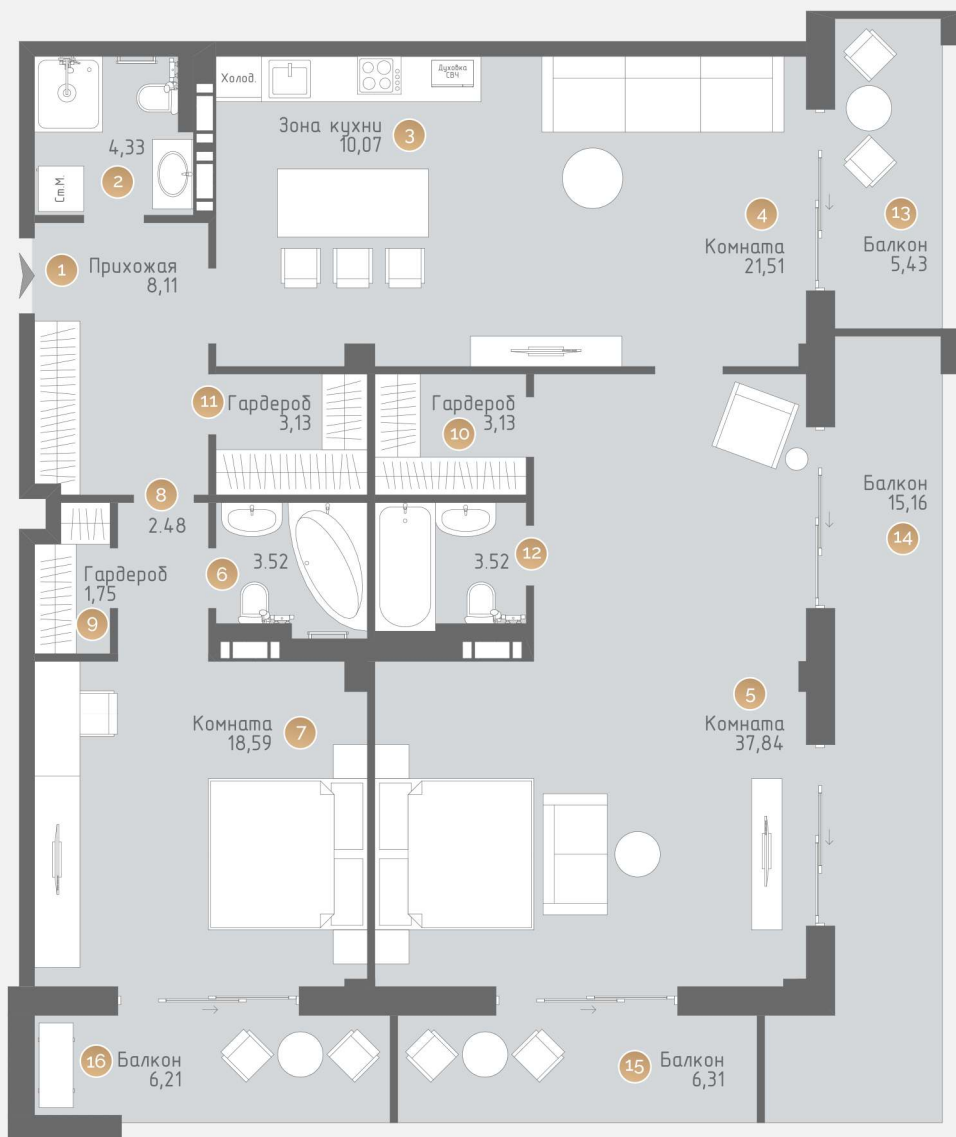 Холод.
Духовка
СВЧ
4,33
2
Ст.М.
Зона кухни
10,07
3
4
Комната
21,51
13
Балкон
5,43
1
Прихожая
8,11
11
Гардероб
3,13
Гардероб
3,13
10
Балкон
15,16
14
8
2.48
6
3.52
3.52
12
Гардероб
1,75
9
Комната
18,59
7
5
Комната
37,84
16
Балкон
6,21
15
Балкон
6,31